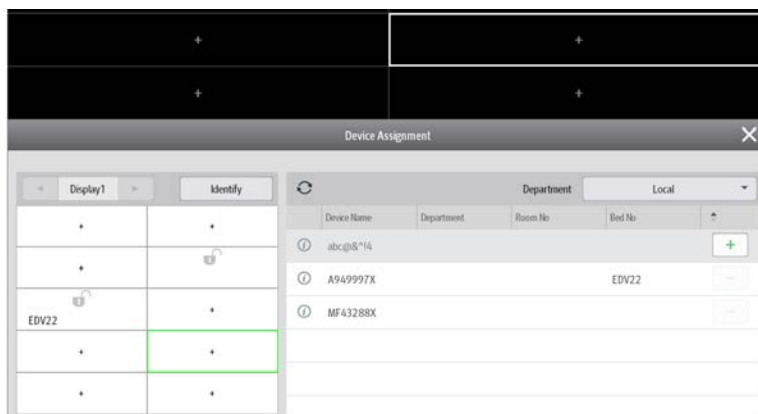 + +
+ +
Device Assignment
Display1 Identify Department Local
Device Name Department Room No Bed No
+ +
abc@&^!4 +
+
A949997X EDV22
EDV22 +
MF43288X
+ +
+ +